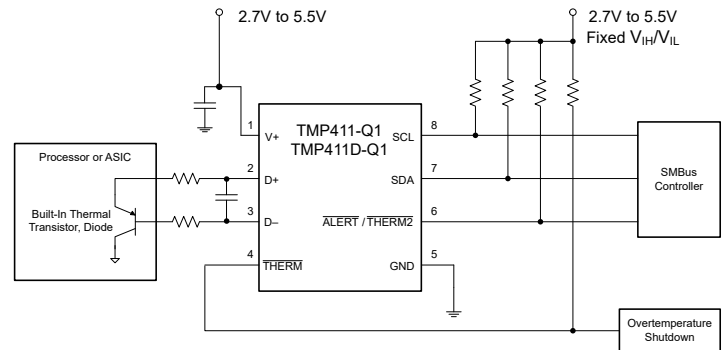 2.7V to 5.5V
2.7V to 5.5V
Fixed VIH/VIL
TMP411-Q1
TMP411D-Q1
1
V+
SCL
8
Processor or ASIC
Built-In Thermal
Transistor, Diode
2
D+
SDA
7
3
D–
ALERT / THERM2
6
4
THERM
GND
5
SMBus
Controller
Overtemperature
Shutdown